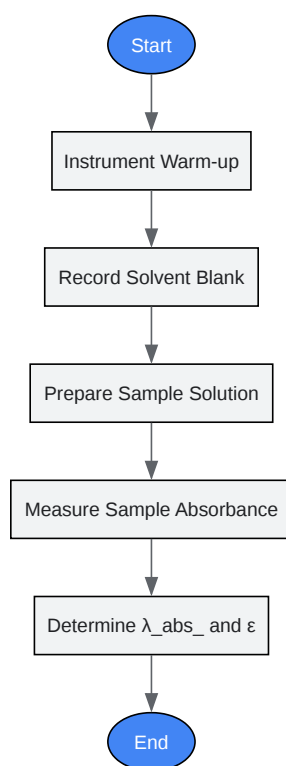 Start
Instrument Warm-up
Record Solvent Blank
Prepare Sample Solution
Measure Sample Absorbance
Determine λ_abs_ and ε
End